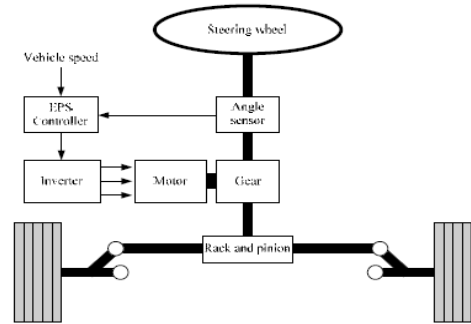 Steering wheel
Vehicle speed
EPS
Controller
Angle
sensor
Inverter
Motor
Gear
Rack and pinion